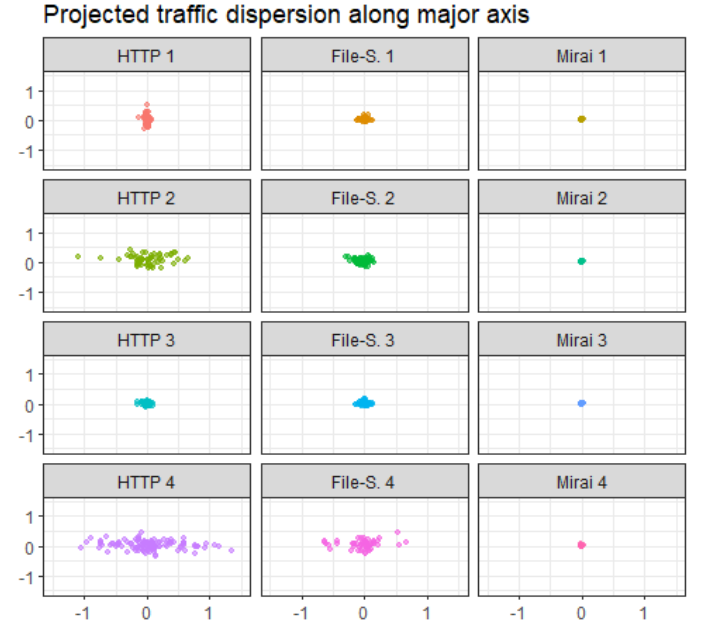 Projected traffic dispersion along major axis
HTTP 1 File-S. 1 Mirai 1
1
0
-1
HTTP 2 File-S. 2 Mirai 2
1
0
-1
HTTP 3 File-S. 3 Mirai 3
1
0
-1
HTTP 4 File-S. 4 Mirai 4
1
0
-1
-1 0 1 -1 0 1 -1 0 1